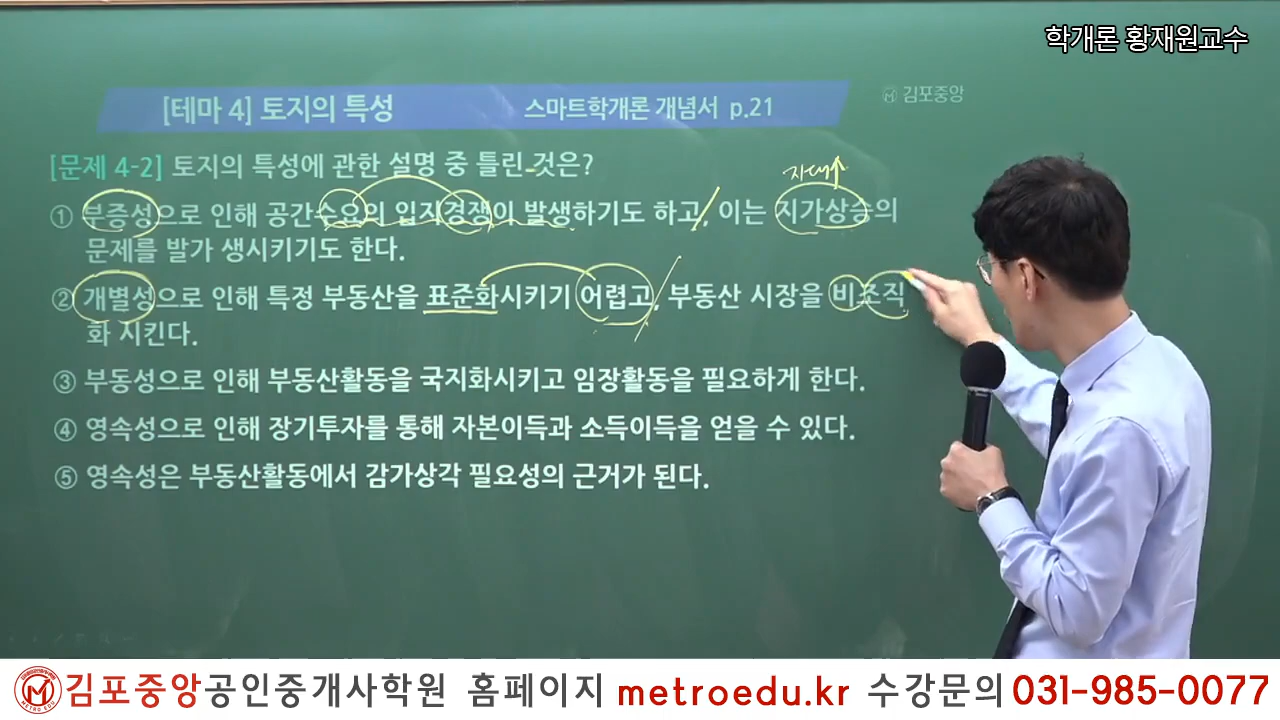 학개론 황재원교수
[테마 4] 토지의 특성 스마트학개론 개념서 p.21
김포중앙
[문제 4-2] 토지의 특성에 관한 설명 중 틀린 것은?
지대↑
① 부증성으로 인해 공간수요의 입지경쟁이 발생하기도 하고, 이는 지가상승의
문제를 발가 생시키기도 한다.
② 개별성으로 인해 특정 부동산을 표준화시키기 어렵고, 부동산 시장을 비조직
화 시킨다.
③ 부동성으로 인해 부동산활동을 국지화시키고 임장활동을 필요하게 한다.
④ 영속성으로 인해 장기투자를 통해 자본이득과 소득이득을 얻을 수 있다.
⑤ 영속성은 부동산활동에서 감가상각 필요성의 근거가 된다.
김포중앙공인중개사학원 홈페이지 metroedu.kr 수강문의 031-985-0077